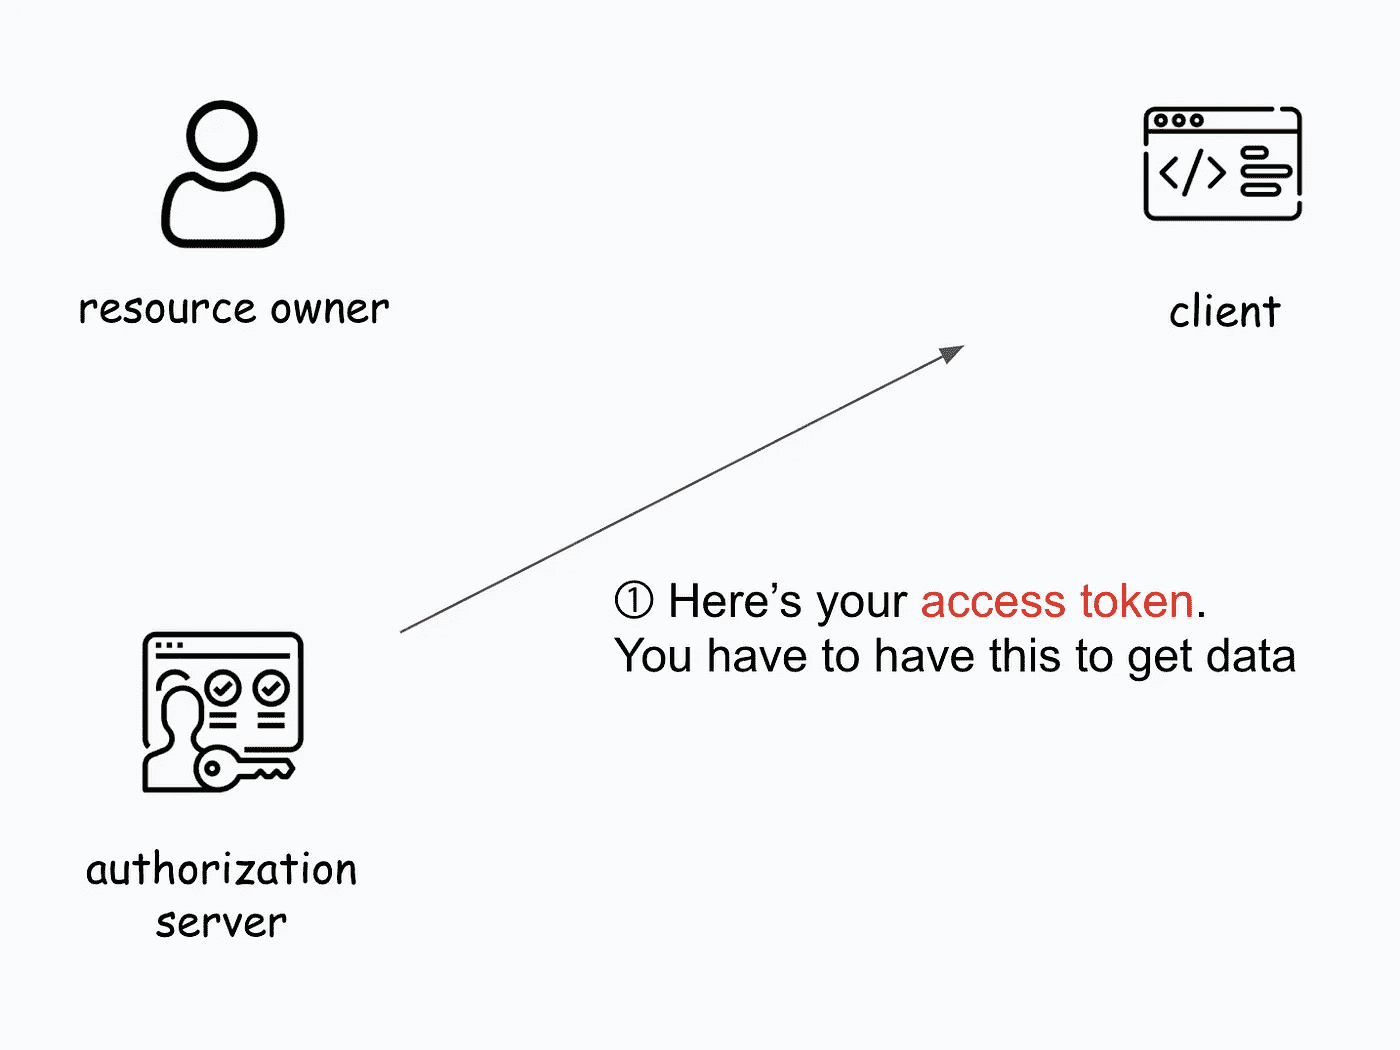 resource owner
client
① Here’s your access token.
You have to have this to get data
authorization
server